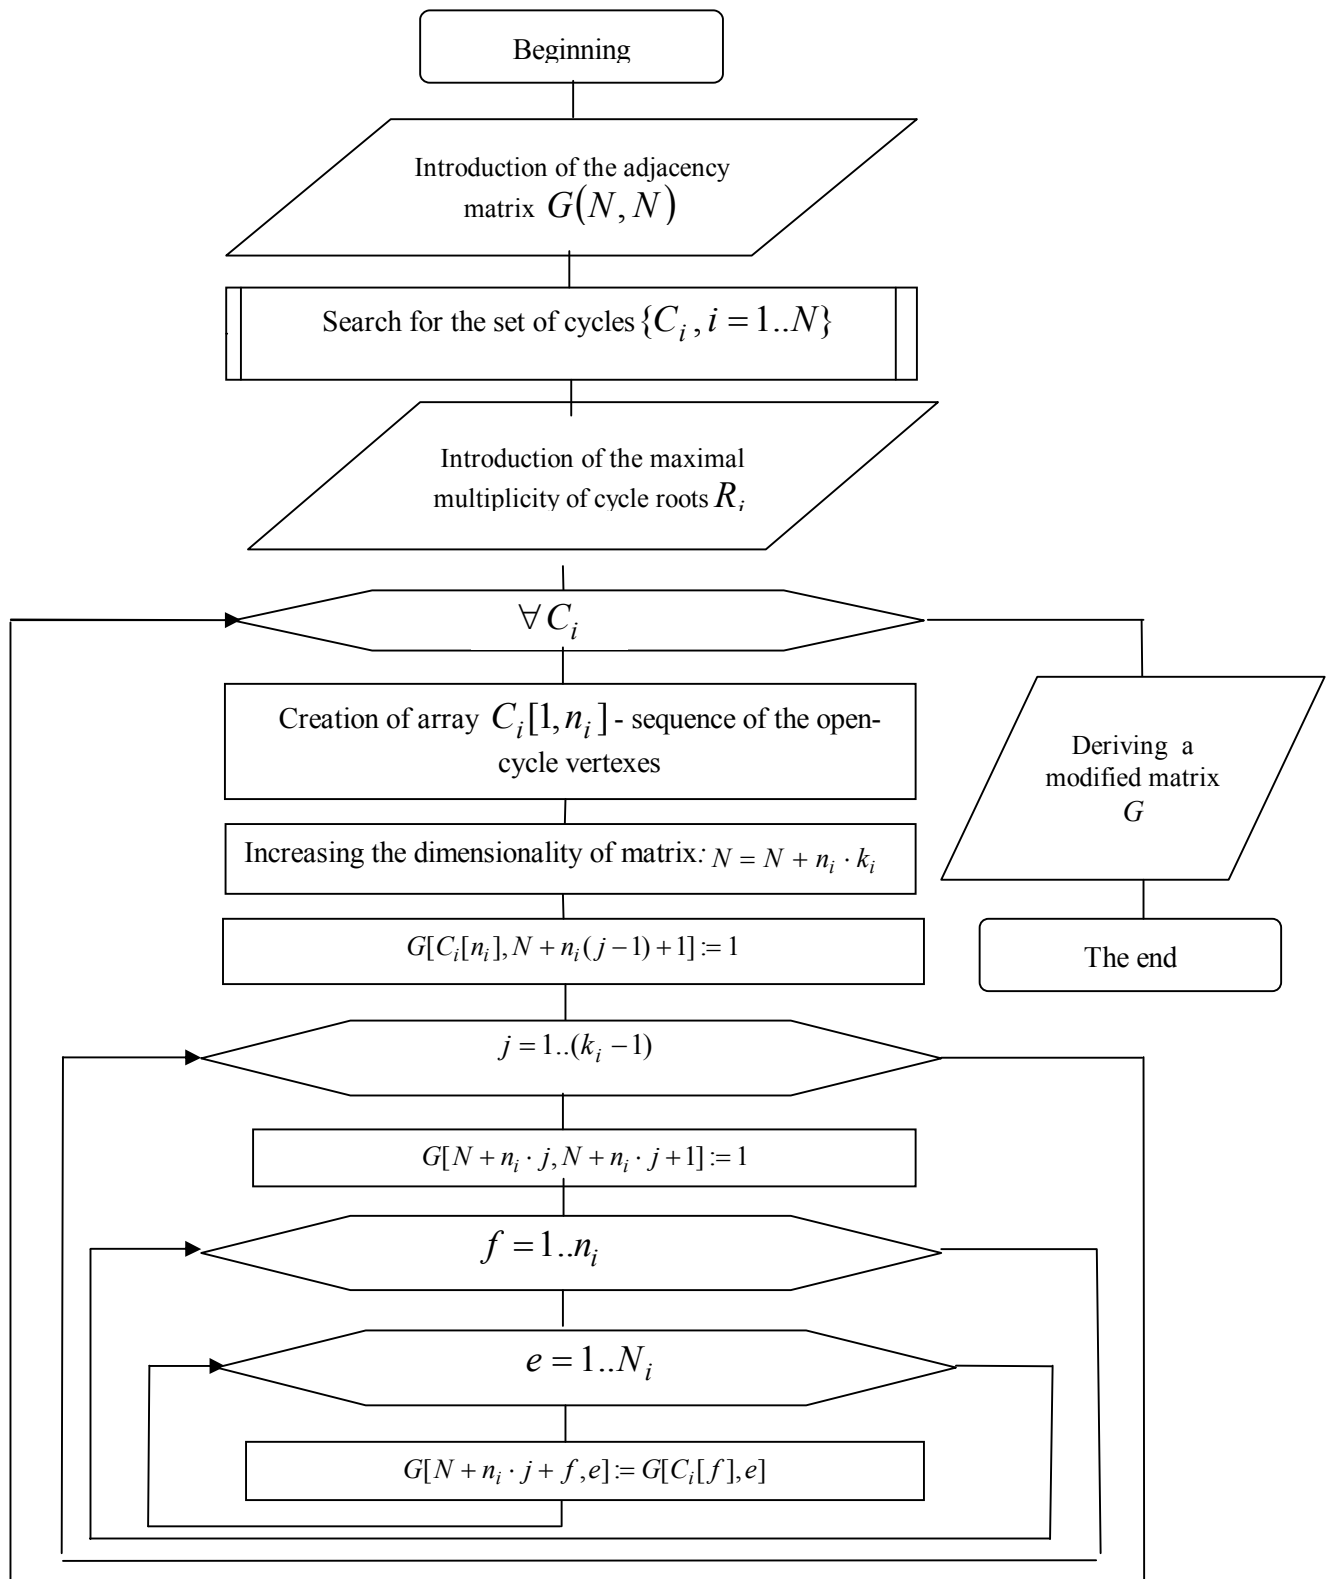 Beginning
Introduction of the adjacency
matrix G(N, N)
Search for the set of cycles {C_i, i = 1..N}
Introduction of the maximal
multiplicity of cycle roots R_i
∀ C_i
Creation of array C_i[1, n_i] - sequence of the open-
cycle vertexes
Increasing the dimensionality of matrix: N = N + n_i · k_i
G[C_i[n_i], N + n_i(j − 1) + 1] := 1
j = 1..(k_i − 1)
G[N + n_i · j, N + n_i · j + 1] := 1
f = 1..n_i
e = 1..N_i
G[N + n_i · j + f, e] := G[C_i[f], e]
Deriving a
modified matrix
G
The end